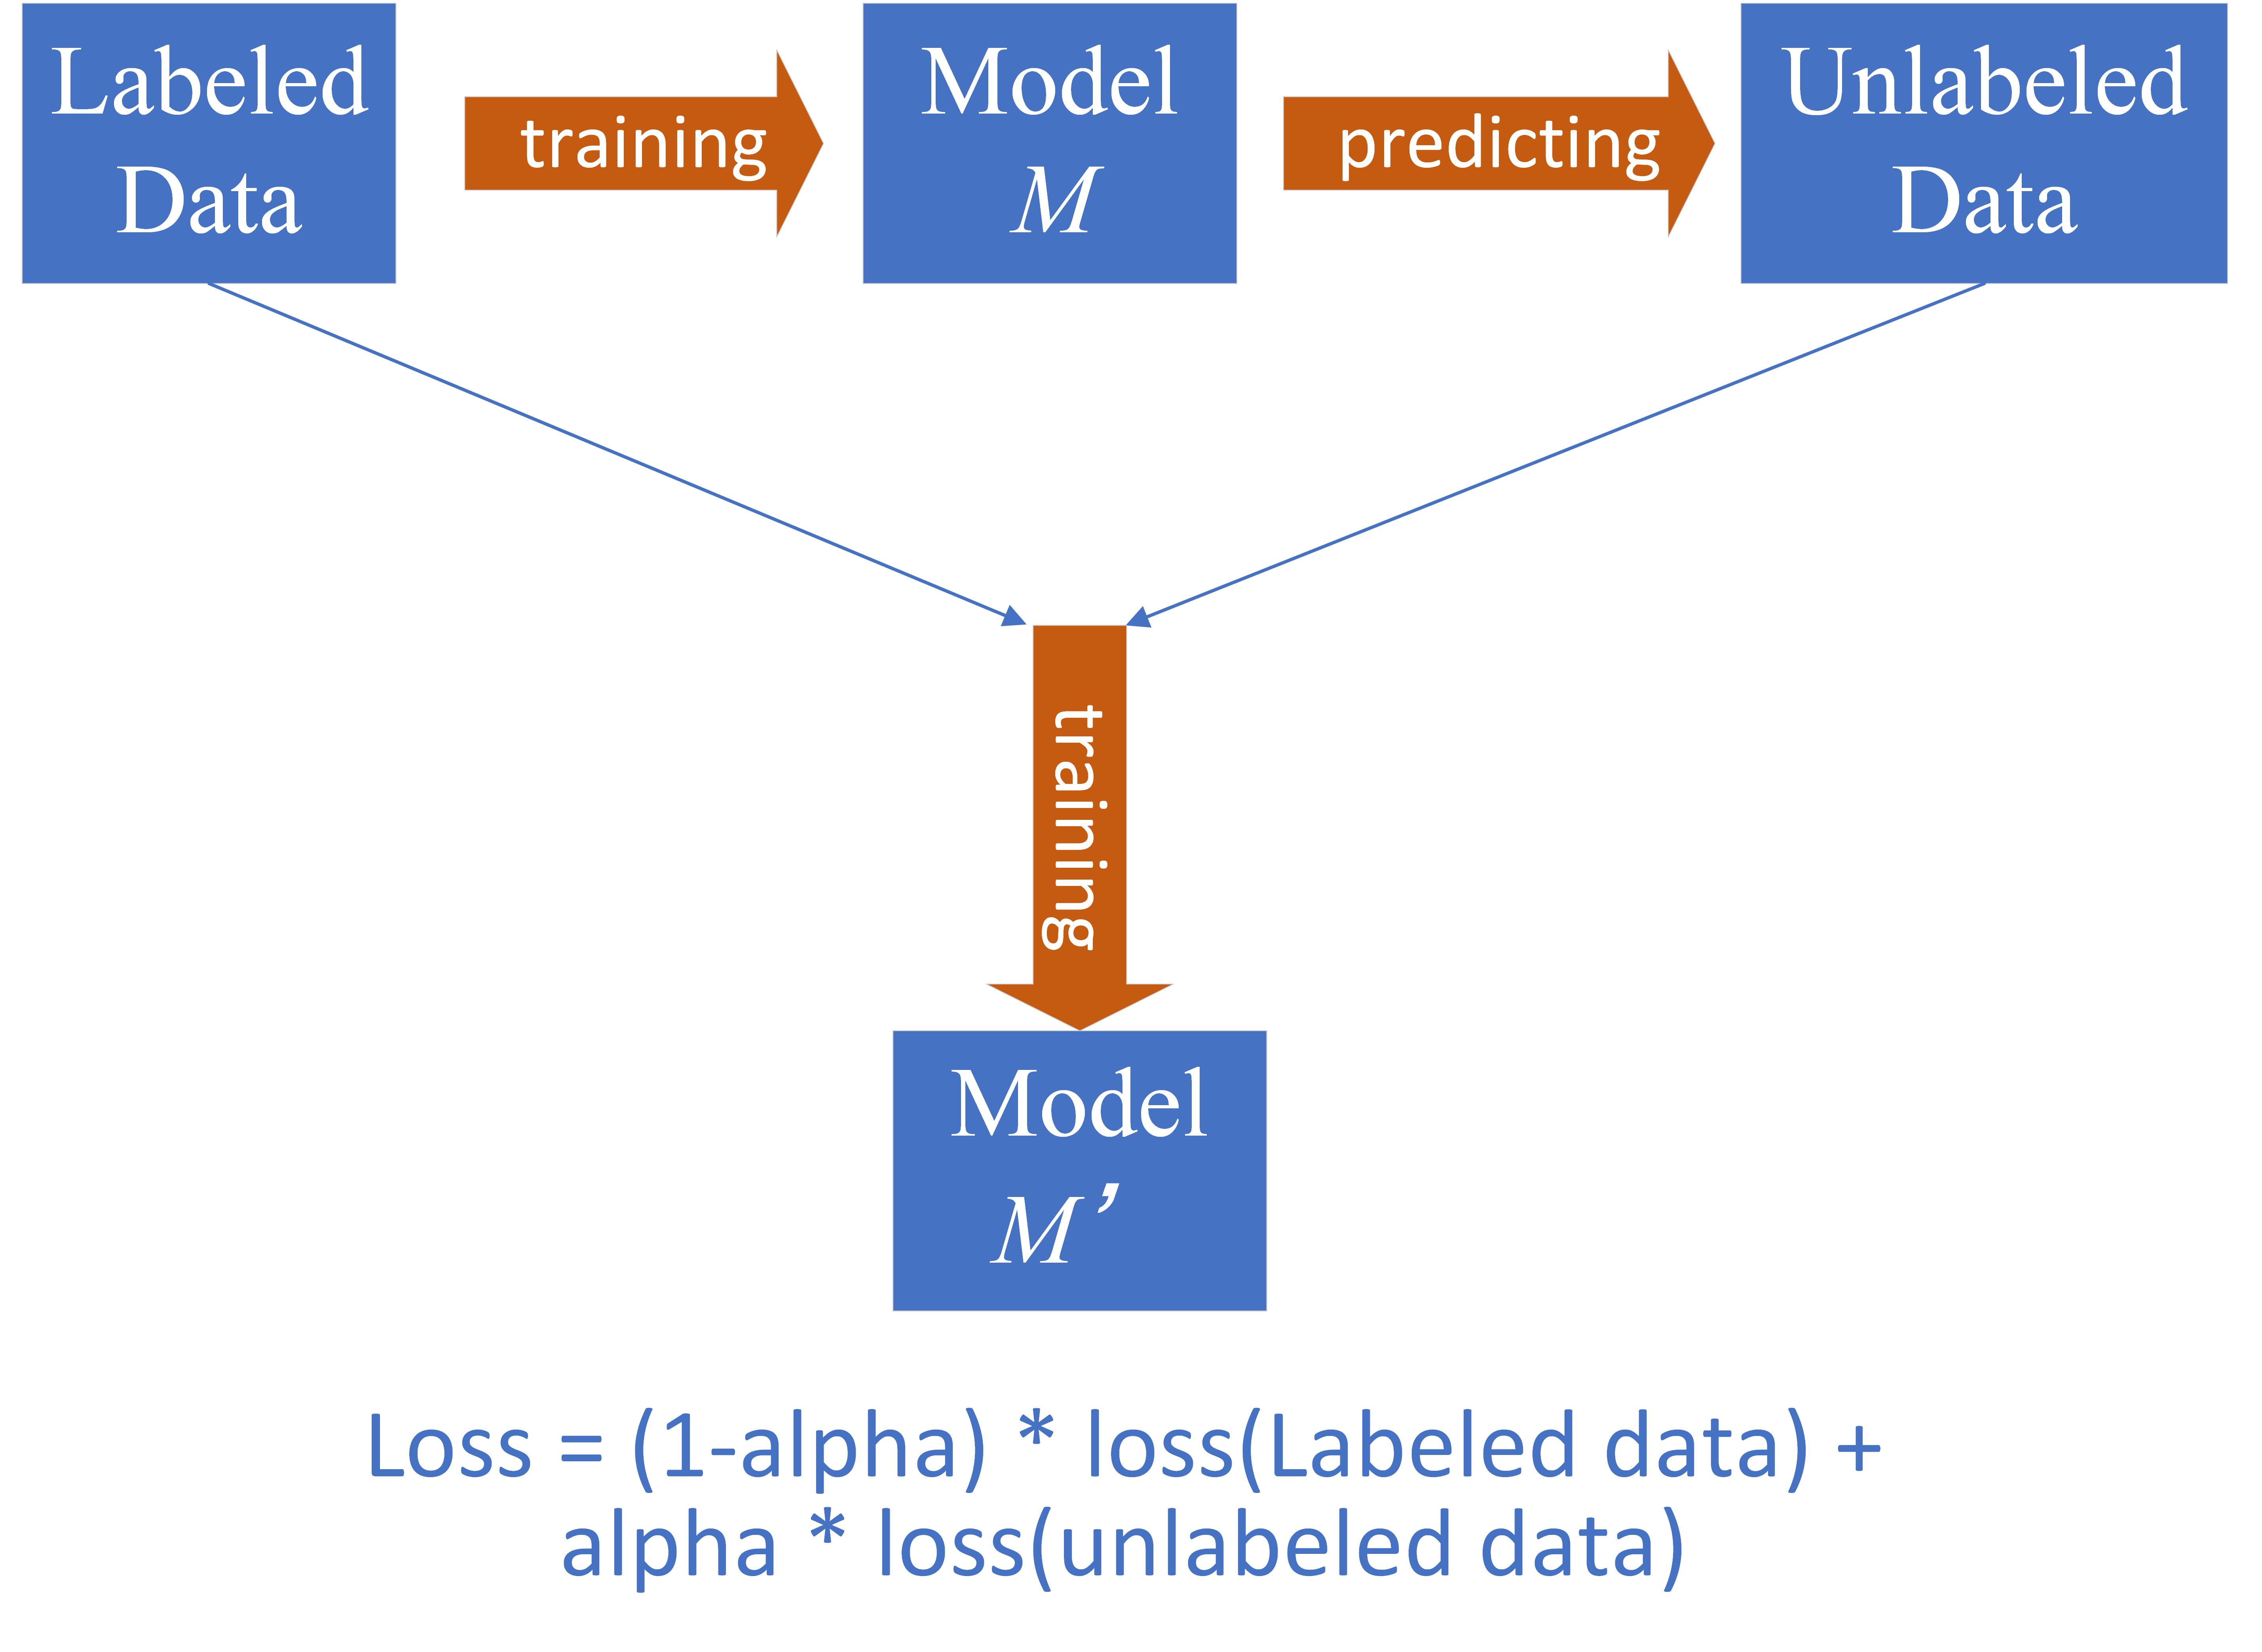 Labeled
Data
training
Model
M
predicting
Unlabeled
Data
training
Model
M’
Loss = (1-alpha) * loss(Labeled data) +
alpha * loss(unlabeled data)